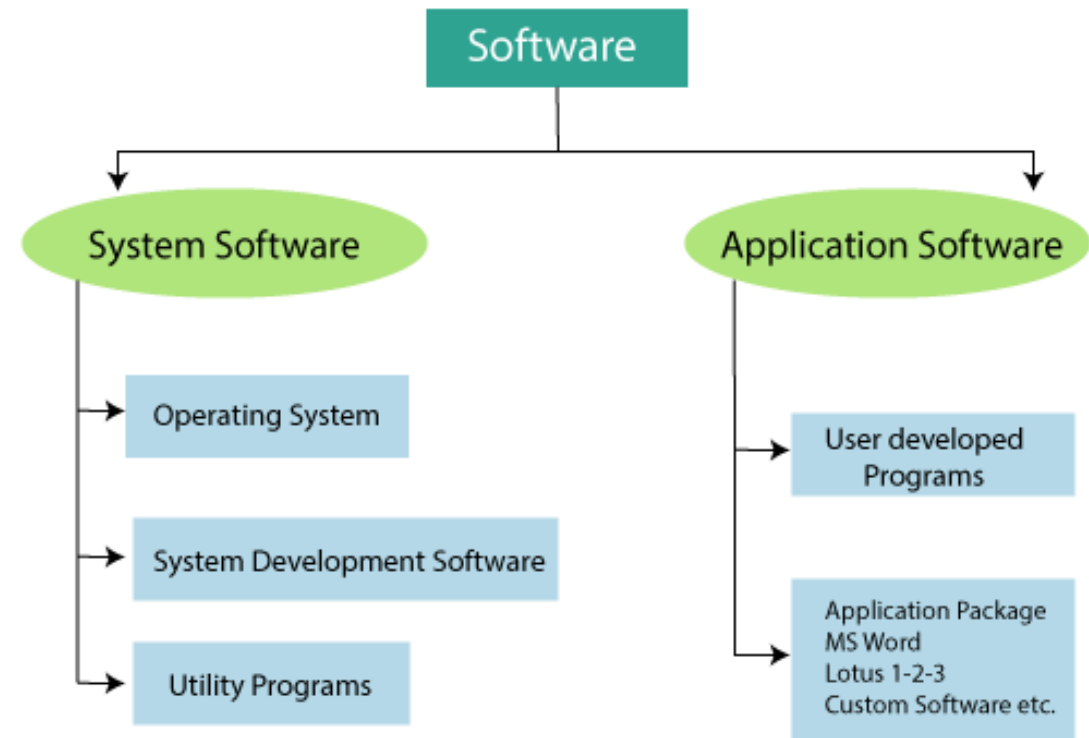 Software
System Software
Operating System
System Development Software
Utility Programs
Application Software
User developed
Programs
Application Package
MS Word
Lotus 1-2-3
Custom Software etc.